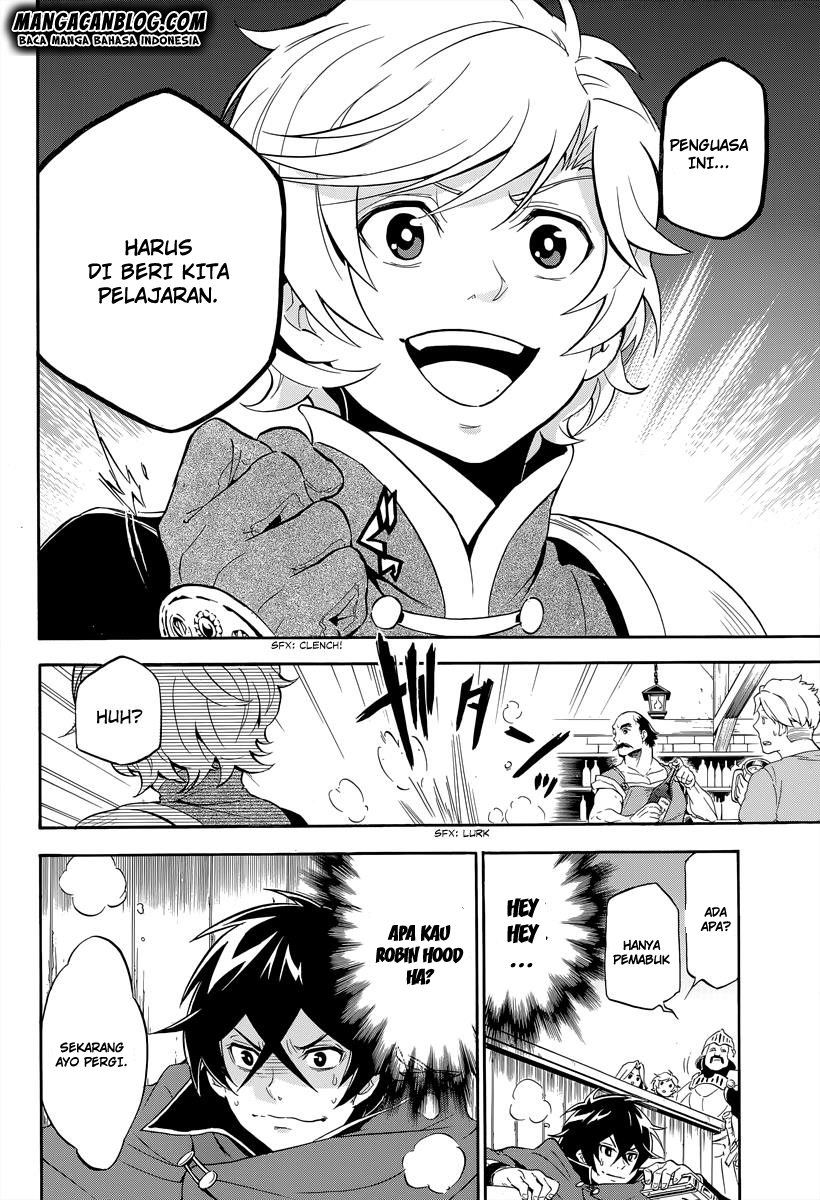 MANGACANBLOG.COM
BACA MANGA BAHASA INDONESIA
PENGUASA
INI...
HARUS
DI BERI KITA
PELAJARAN.
SFX: CLENCH!
HUH?
SFX: LURK
ADA
APA?
HANYA
PEMABUK
HEY
HEY
...
APA KAU
ROBIN HOOD
HA?
SEKARANG
AYO PERGI.